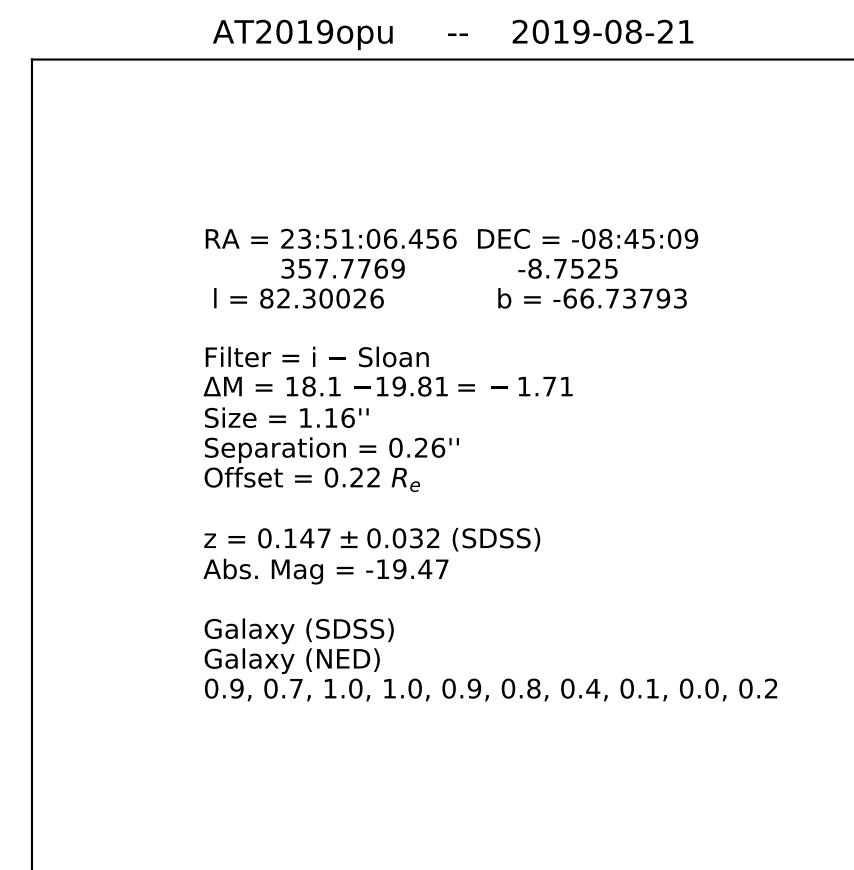 AT2019opu -- 2019-08-21
RA = 23:51:06.456 DEC = -08:45:09
357.7769 -8.7525
l = 82.30026 b = -66.73793
Filter = i − Sloan
ΔM = 18.1 −19.81 = − 1.71
Size = 1.16''
Separation = 0.26''
Offset = 0.22 Re
z = 0.147 ± 0.032 (SDSS)
Abs. Mag = -19.47
Galaxy (SDSS)
Galaxy (NED)
0.9, 0.7, 1.0, 1.0, 0.9, 0.8, 0.4, 0.1, 0.0, 0.2